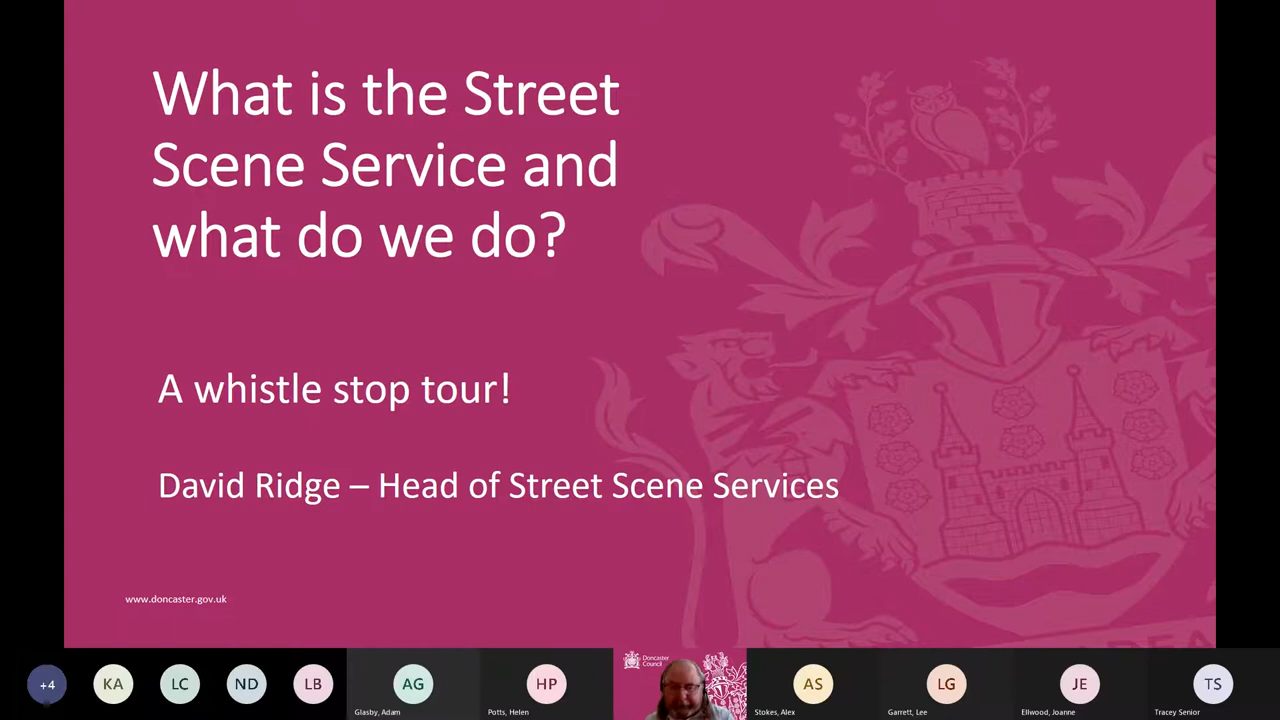 What is the Street
Scene Service and
what do we do?
A whistle stop tour!
David Ridge – Head of Street Scene Services
www.doncaster.gov.uk
+4
KA
LC
ND
LB
AG
Glasby, Adam
HP
Potts, Helen
Doncaster
Council
AS
Stokes, Alex
LG
Garrett, Lee
JE
Ellwood, Joanne
TS
Tracey Senior